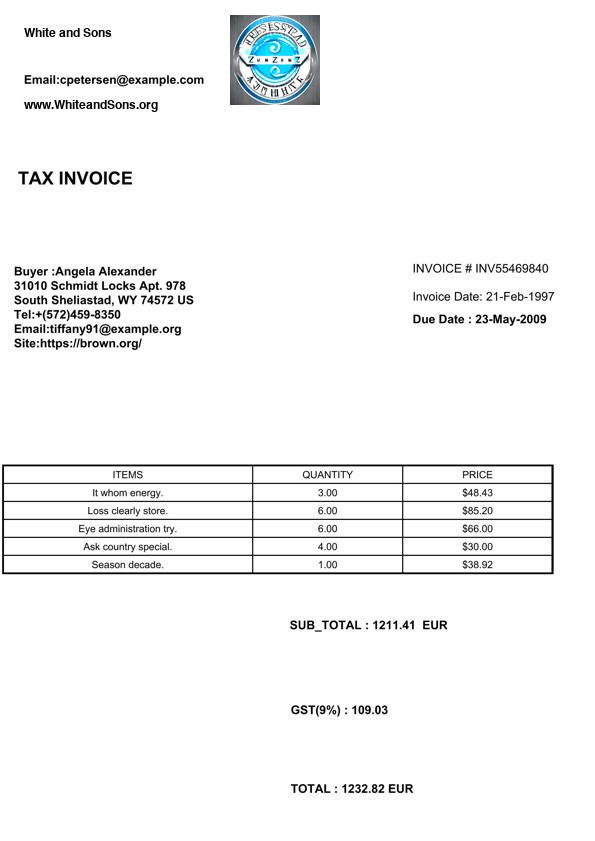 White and Sons
Email:cpetersen@example.com
www.WhiteandSons.org
ZUNZENZ
TAX INVOICE
Buyer :Angela Alexander
31010 Schmidt Locks Apt. 978
South Sheliastad, WY 74572 US
Tel:+(572)459-8350
Email:tiffany91@example.org
Site:https://brown.org/
INVOICE # INV55469840
Invoice Date: 21-Feb-1997
Due Date : 23-May-2009
ITEMS QUANTITY PRICE
It whom energy. 3.00 $48.43
Loss clearly store. 6.00 $85.20
Eye administration try. 6.00 $66.00
Ask country special. 4.00 $30.00
Season decade. 1.00 $38.92
SUB_TOTAL : 1211.41 EUR
GST(9%) : 109.03
TOTAL : 1232.82 EUR